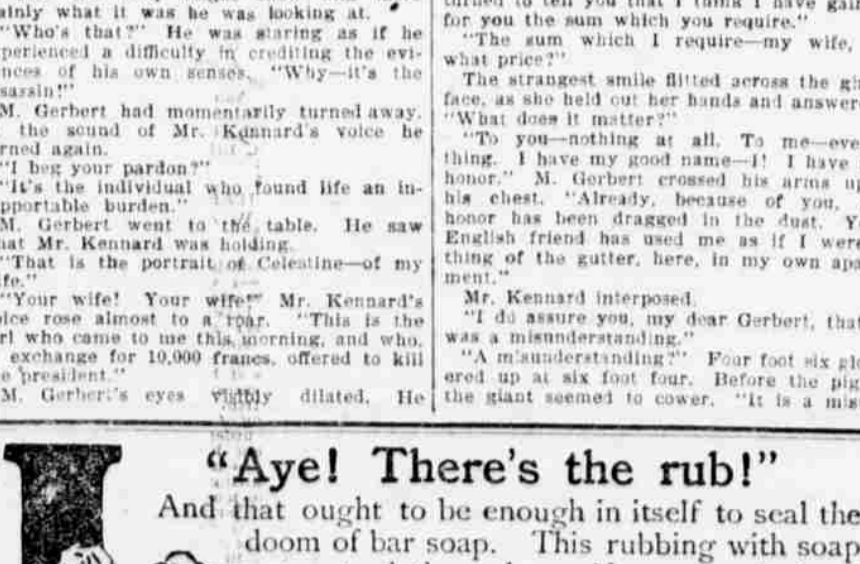 ainly what it was he was looking at.
"Who's that?" He was staring as if he
perienced a difficulty in crediting the evi-
nces of his own senses. "Why—it's the
sassin!"
M. Gerbert had momentarily turned away.
the sound of Mr. Kennard's voice he
rned again.
"I beg your pardon?"
"It's the individual who found life an in-
pportable burden."
M. Gerbert went to the table. He saw
hat Mr. Kennard was holding.
"That is the portrait of Celestine—of my
ife."
"Your wife! Your wife!" Mr. Kennard's
oice rose almost to a roar. "This is the
rl who came to me this morning, and who,
exchange for 10,000 francs, offered to kill
e president."
M. Gerbert's eyes visibly dilated. He
turned to tell you that I think I have gain
for you the sum which you require."
"The sum which I require—my wife,
what price?"
The strangest smile flitted across the gi
face, as she held out her hands and answer
"What does it matter?"
"To you—nothing at all. To me—eve
thing. I have my good name—I! I have
honor." M. Gerbert crossed his arms u
his chest. "Already, because of you,
honor has been dragged in the dust. Y
English friend has used me as if I were
thing of the gutter, here, in my own apa
ment."
Mr. Kennard interposed.
"I do assure you, my dear Gerbert, that
was a misunderstanding."
"A misunderstanding?" Four foot six glo
ered up at six foot four. Before the pig
the giant seemed to cower. "It is a mis
"Aye! There's the rub!"
And that ought to be enough in itself to seal the
doom of bar soap. This rubbing with soap